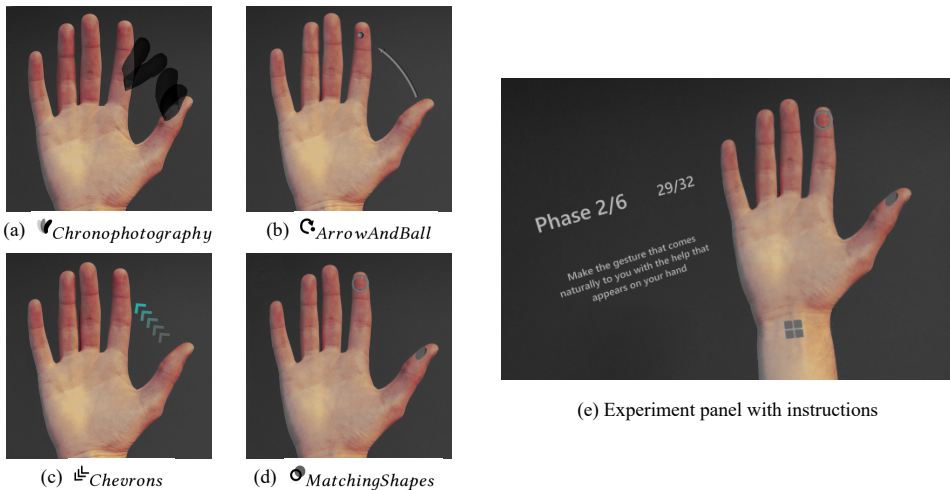 (a) Chronophotography
(b) ArrowAndBall
(c) Chevrons
(d) MatchingShapes
Phase 2/6
29/32
Make the gesture that comes
naturally to you with the help that
appears on your hand
(e) Experiment panel with instructions